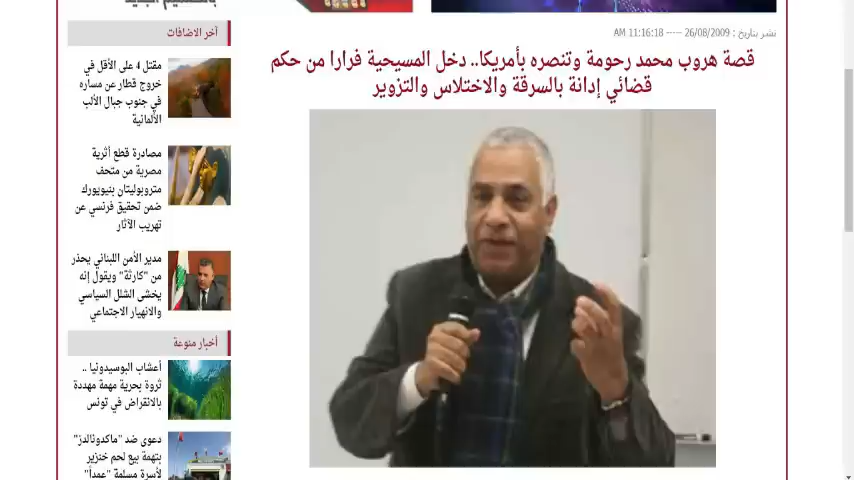 نشر بتاريخ : 26/08/2009 ---- 11:16:18 AM
قصة هروب محمد رحومة وتنصره بأمريكا.. دخل المسيحية فرارا من حكم
قضائي إدانة بالسرقة والاختلاس والتزوير
آخر الاضافات
مقتل 4 على الأقل في
خروج قطار عن مساره
في جنوب جبال الألب
الألمانية
مصادرة قطع أثرية
مصرية من متحف
متروبوليتان بنيويورك
ضمن تحقيق فرنسي عن
تهريب الآثار
مدير الأمن اللبناني يحذر
من "كارثة" ويقول إنه
يخشى الشلل السياسي
والانهيار الاجتماعي
أخبار منوعة
أعشاب البوسيدونيا ..
ثروة بحرية مهمة مهددة
بالانقراض في تونس
دعوى ضد "ماكدونالدز"
بتهمة بيع لحم خنزير
لأسرة مسلمة "عمداً"